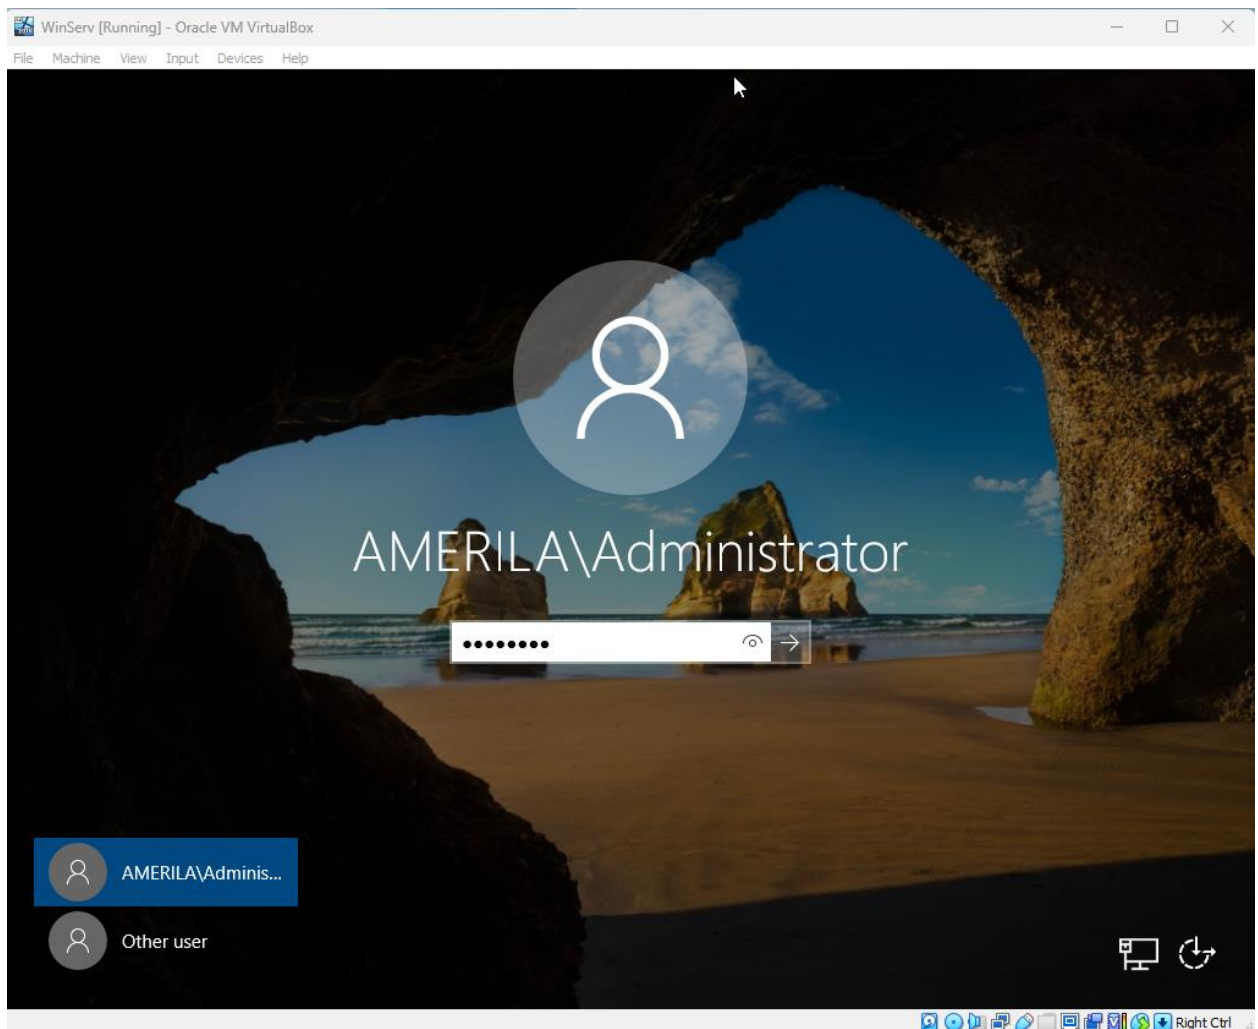 WinServ [Running] - Oracle VM VirtualBox
File Machine View Input Devices Help
AMERILA\Administrator
AMERILA\Adminis...
Other user
Right Ctrl